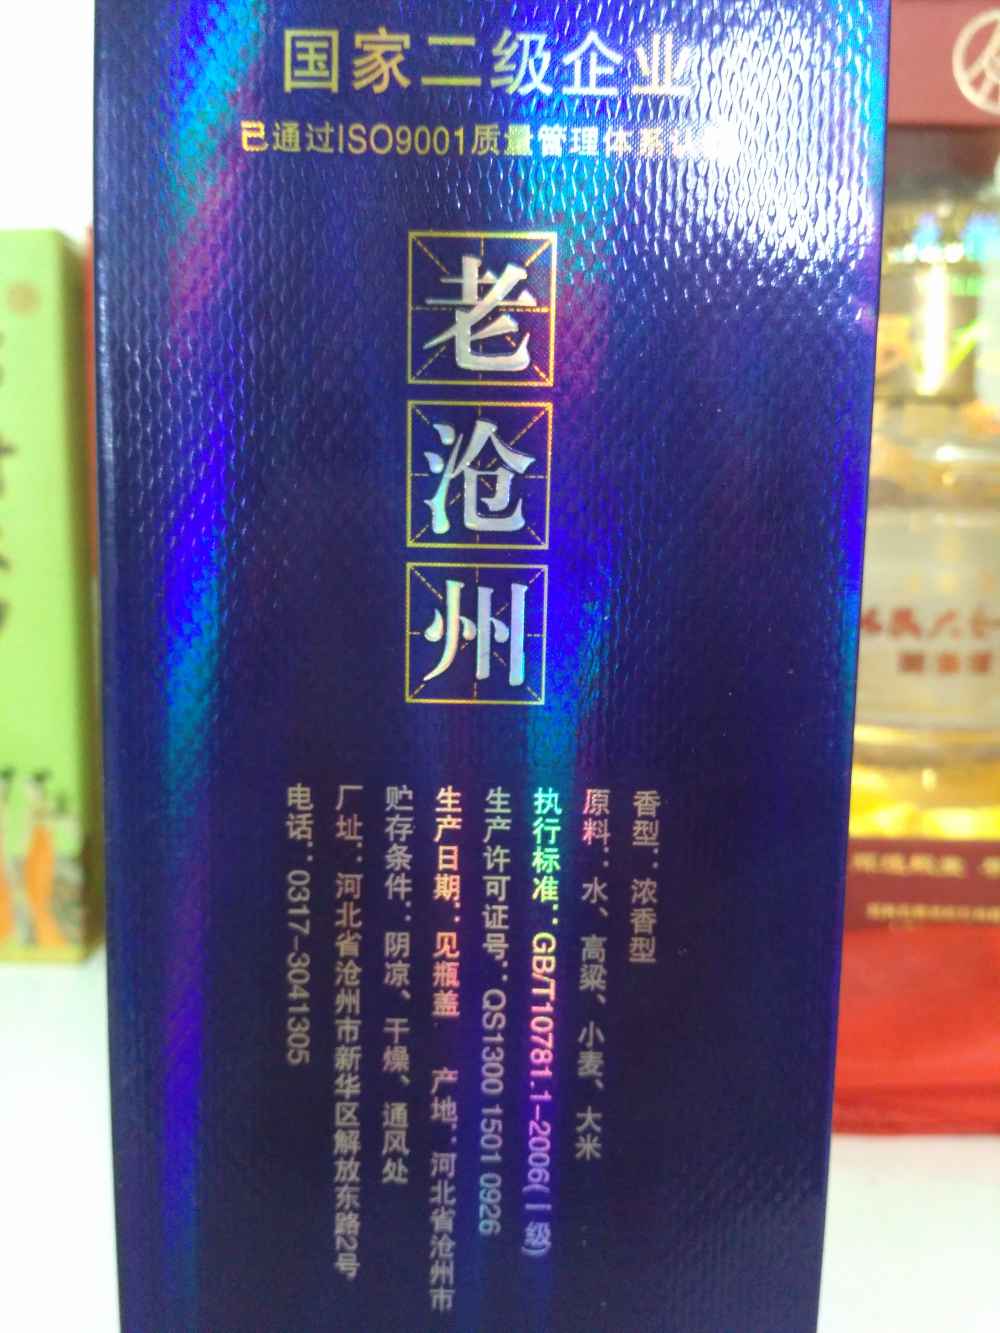 国家二级企业
已通过ISO9001质量管理体系认证
老沧州
香型：浓香型
原料：水、高粱、小麦、大米
执行标准：GB/T10781.1-2006(一级)
生产许可证号：QS1300 1501 0926
生产日期：见瓶盖 产地：河北省沧州市
贮存条件：阴凉、干燥、通风处
厂址：河北省沧州市新华区解放东路2号
电话：0317-3041305